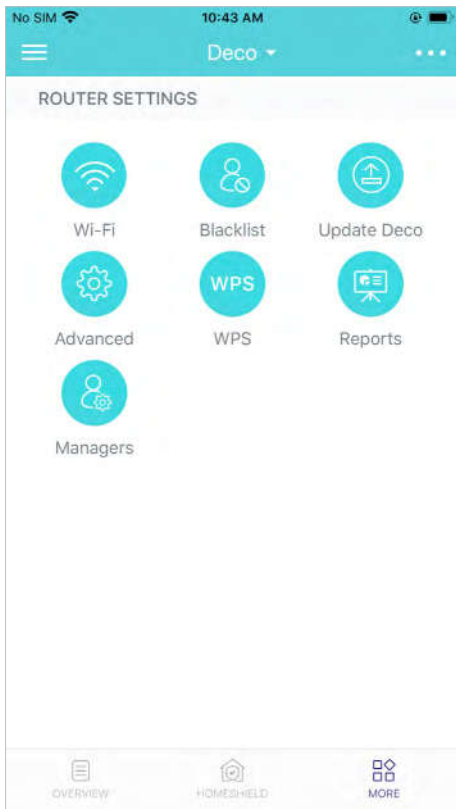 No SIM 10:43 AM
Deco
ROUTER SETTINGS
Wi-Fi Blacklist Update Deco
WPS
Advanced WPS Reports
Managers
OVERVIEW HOMESHIELD MORE